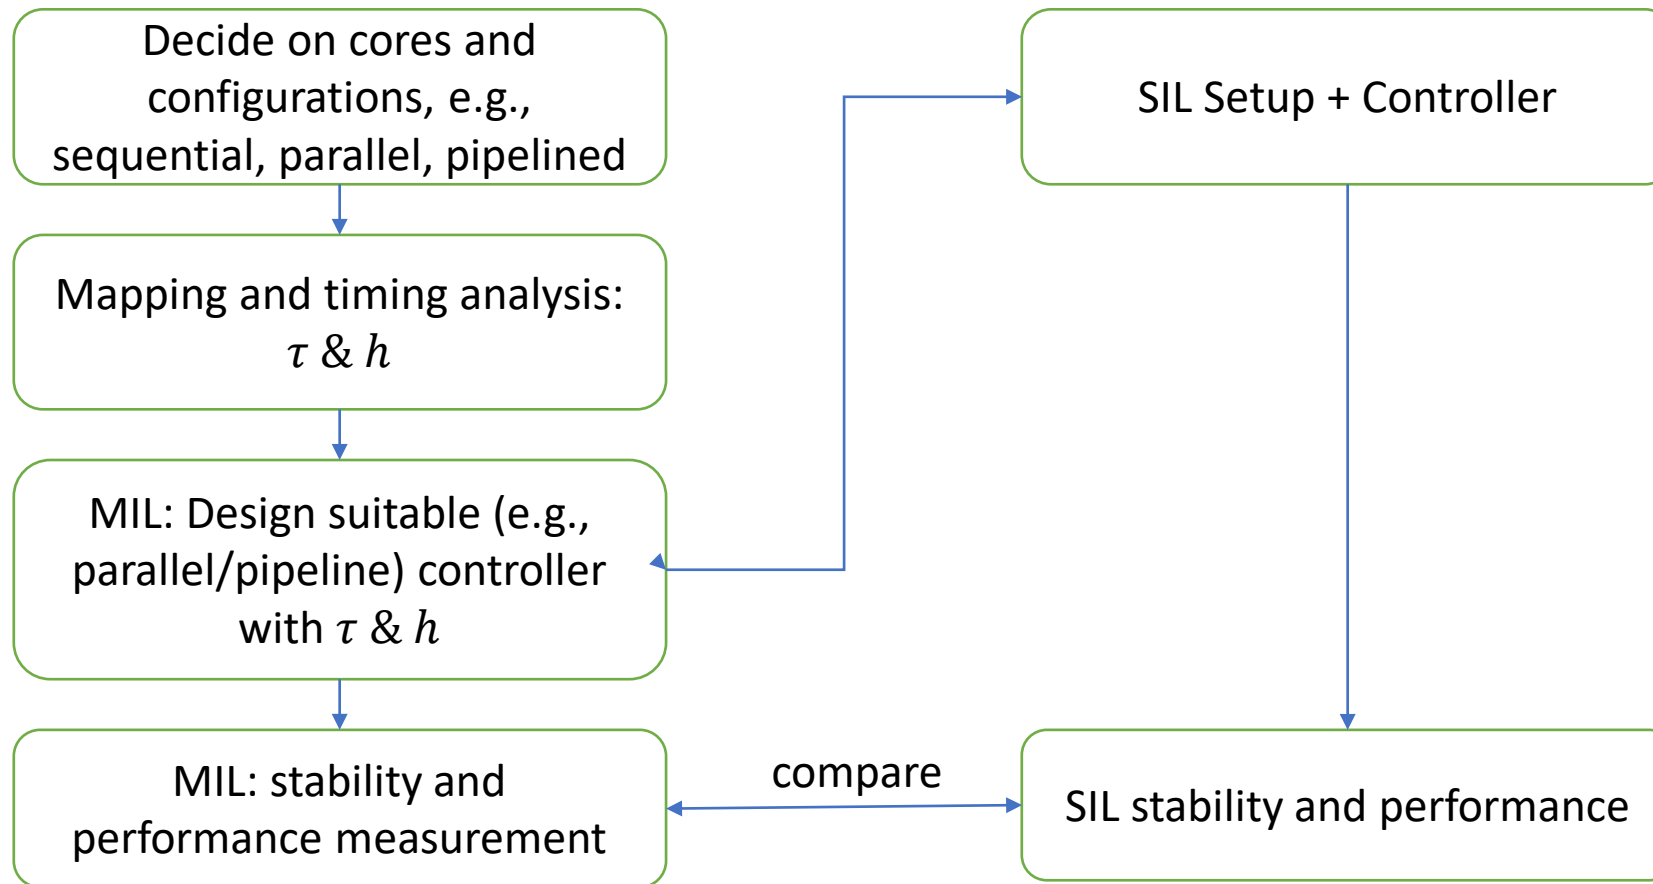 Decide on cores and
configurations, e.g.,
sequential, parallel, pipelined
Mapping and timing analysis:
τ & h
MIL: Design suitable (e.g.,
parallel/pipeline) controller
with τ & h
MIL: stability and
performance measurement
compare
SIL Setup + Controller
SIL stability and performance